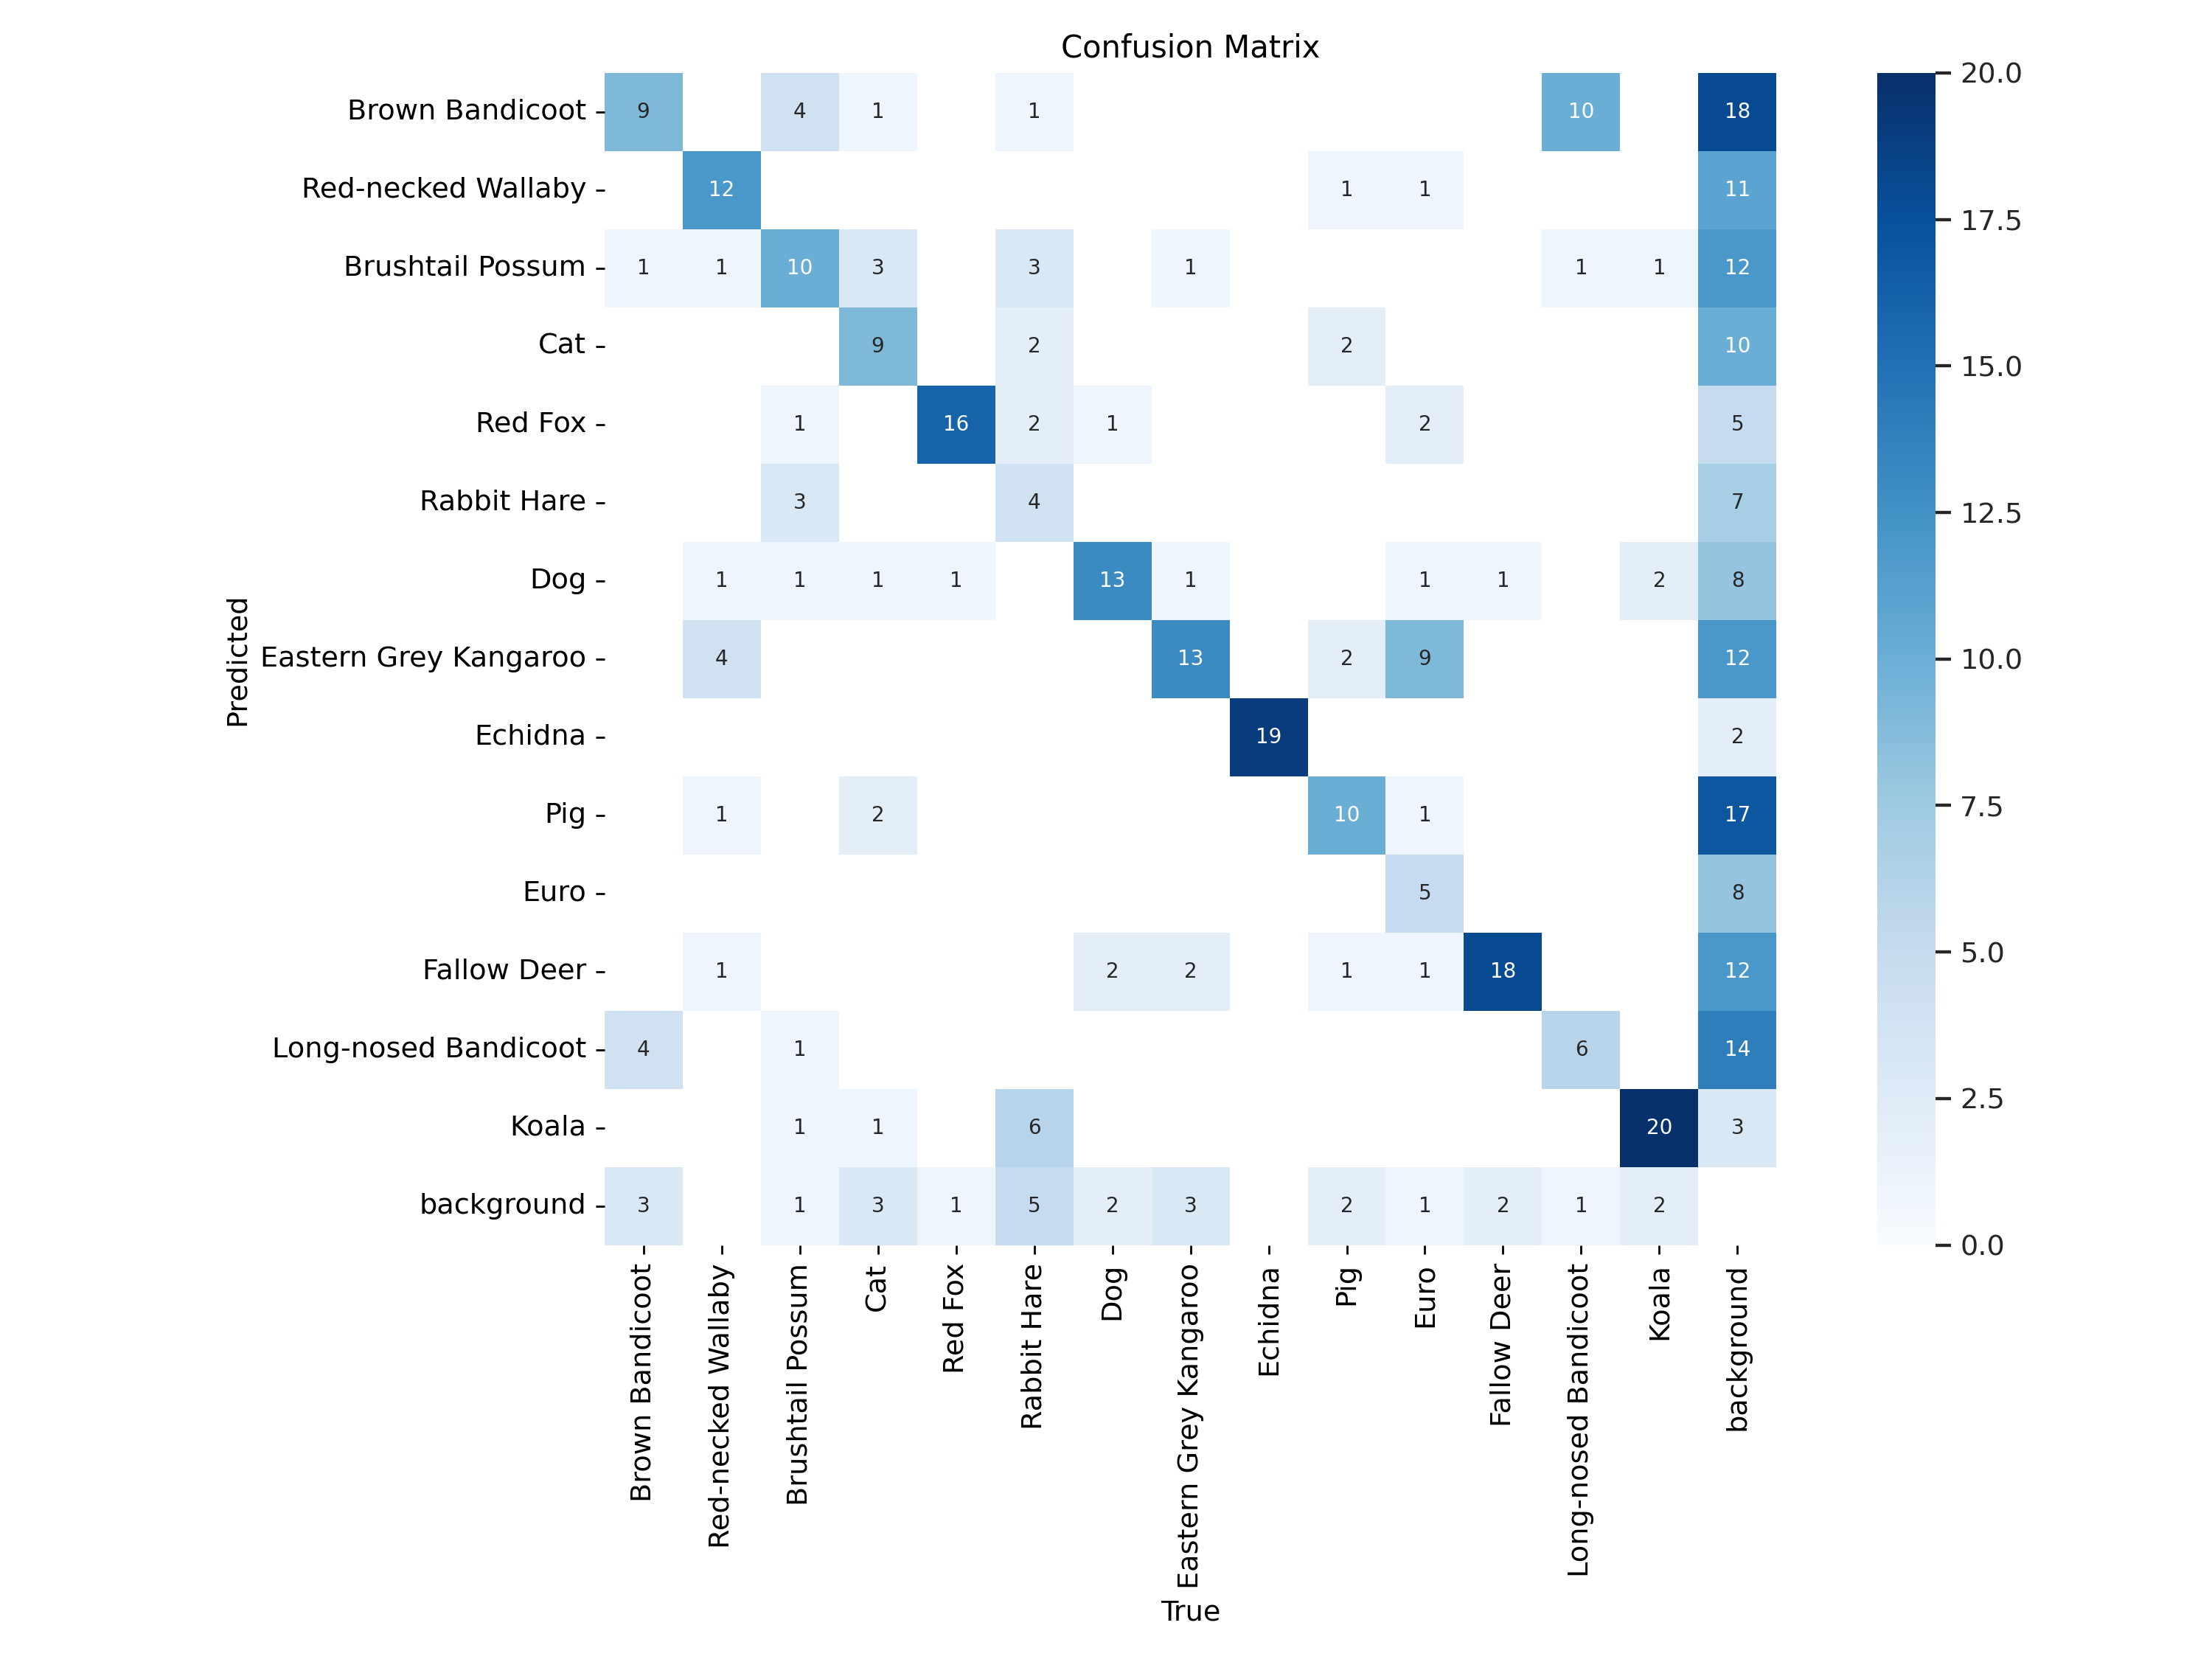 Confusion Matrix
Brown Bandicoot 9 4 1 1 10 18
Red-necked Wallaby 12 1 1 11
Brushtail Possum 1 1 10 3 3 1 1 1 12
Cat 9 2 2 10
Red Fox 1 16 2 1 2 5
Rabbit Hare 3 4 7
Dog 1 1 1 1 13 1 1 1 2 8
Eastern Grey Kangaroo 4 13 2 9 12
Echidna 19 2
Pig 1 2 10 1 17
Euro 5 8
Fallow Deer 1 2 2 1 1 18 12
Long-nosed Bandicoot 4 1 6 14
Koala 1 1 6 20 3
background 3 1 3 1 5 2 3 2 1 2 1 2
Predicted
Brown Bandicoot
Red-necked Wallaby
Brushtail Possum
Cat
Red Fox
Rabbit Hare
Dog
Eastern Grey Kangaroo
Echidna
Pig
Euro
Fallow Deer
Long-nosed Bandicoot
Koala
background
True
20.0
17.5
15.0
12.5
10.0
7.5
5.0
2.5
0.0